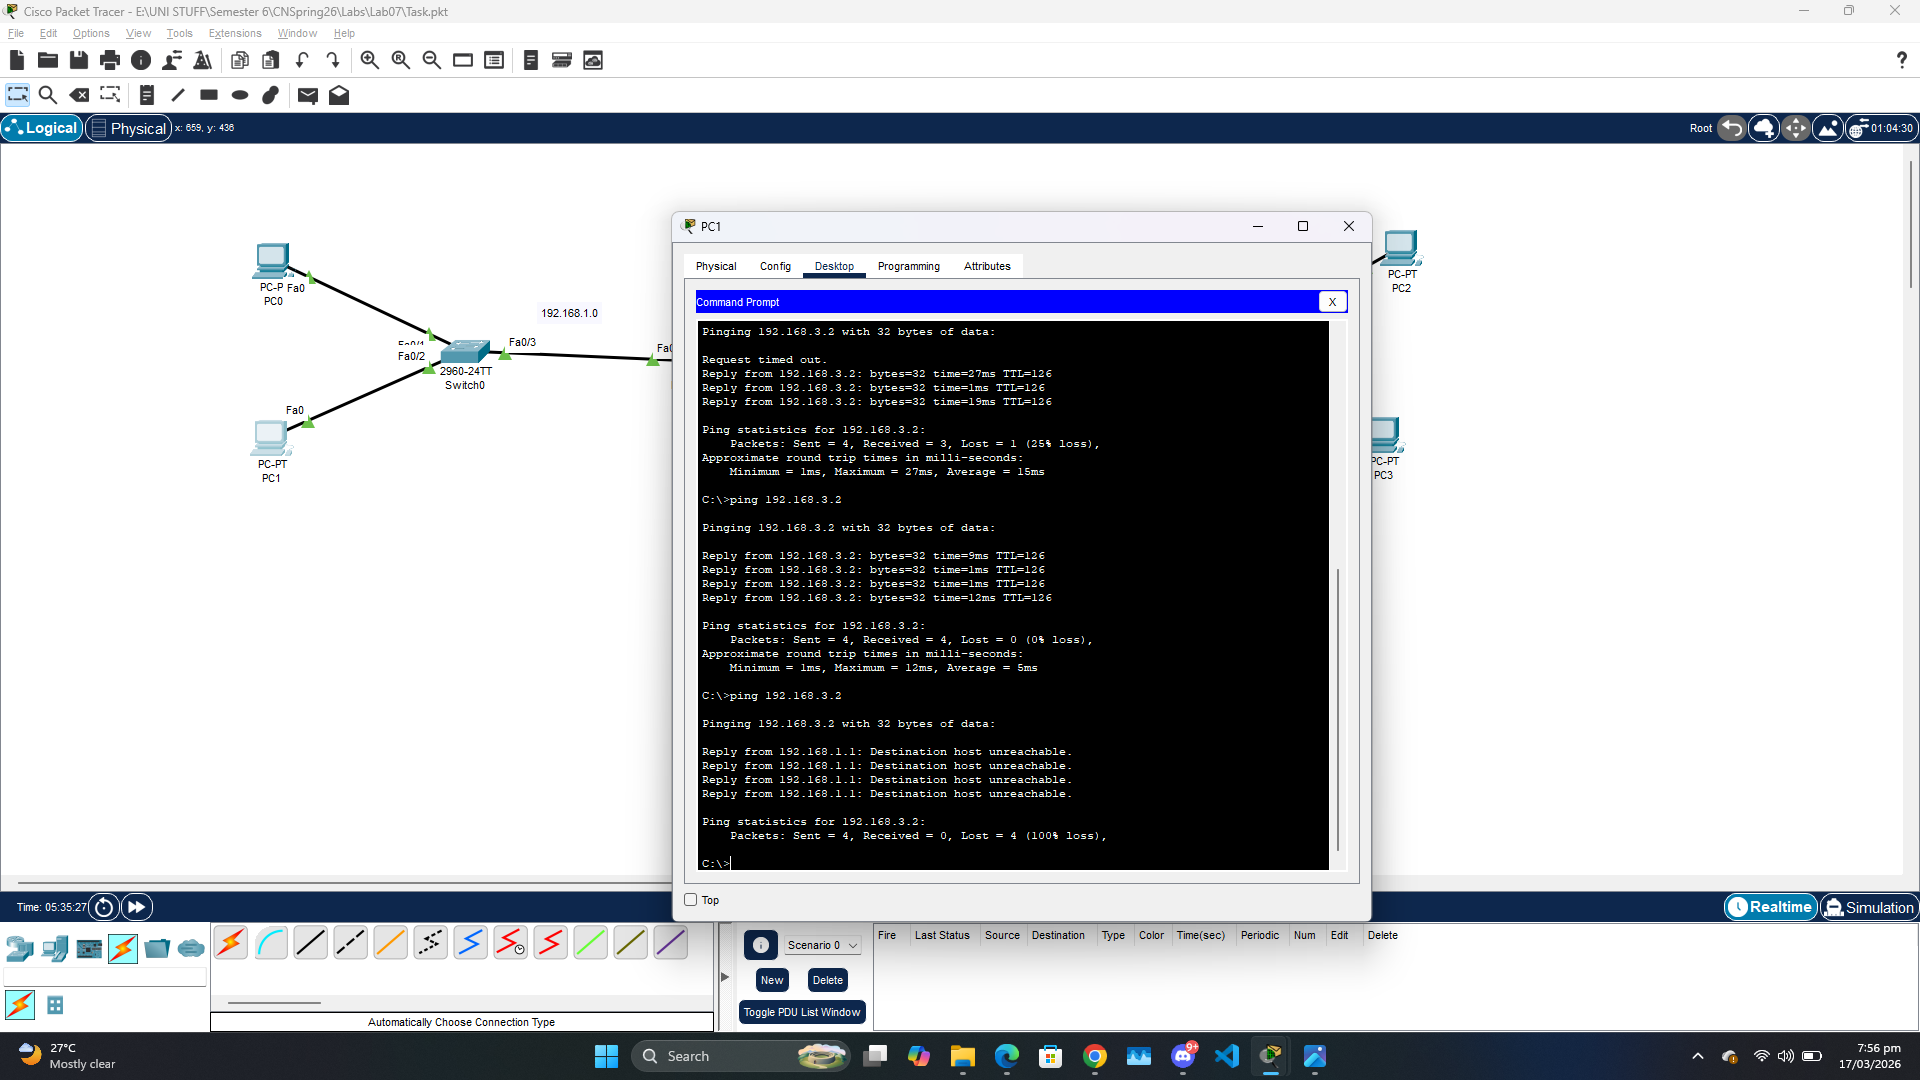 Cisco Packet Tracer - E:\UNI STUFF\Semester 6\CNSpring26\Labs\Lab07\Task.pkt
File Edit Options View Tools Extensions Window Help
Logical
Physical
x: 659, y: 436
Root
01:04:30
PC-P
Fa0
PC0
Fa0/2
2960-24TT
Switch0
Fa0/3
192.168.1.0
Fa0
PC-PT
PC1
PC-PT
PC2
PC-PT
PC3
PC1
Physical Config Desktop Programming Attributes
Command Prompt
X
Pinging 192.168.3.2 with 32 bytes of data:
Request timed out.
Reply from 192.168.3.2: bytes=32 time=27ms TTL=126
Reply from 192.168.3.2: bytes=32 time=1ms TTL=126
Reply from 192.168.3.2: bytes=32 time=19ms TTL=126
Ping statistics for 192.168.3.2:
Packets: Sent = 4, Received = 3, Lost = 1 (25% loss),
Approximate round trip times in milli-seconds:
Minimum = 1ms, Maximum = 27ms, Average = 15ms
C:\>ping 192.168.3.2
Pinging 192.168.3.2 with 32 bytes of data:
Reply from 192.168.3.2: bytes=32 time=9ms TTL=126
Reply from 192.168.3.2: bytes=32 time=1ms TTL=126
Reply from 192.168.3.2: bytes=32 time=1ms TTL=126
Reply from 192.168.3.2: bytes=32 time=12ms TTL=126
Ping statistics for 192.168.3.2:
Packets: Sent = 4, Received = 4, Lost = 0 (0% loss),
Approximate round trip times in milli-seconds:
Minimum = 1ms, Maximum = 12ms, Average = 5ms
C:\>ping 192.168.3.2
Pinging 192.168.3.2 with 32 bytes of data:
Reply from 192.168.1.1: Destination host unreachable.
Reply from 192.168.1.1: Destination host unreachable.
Reply from 192.168.1.1: Destination host unreachable.
Reply from 192.168.1.1: Destination host unreachable.
Ping statistics for 192.168.3.2:
Packets: Sent = 4, Received = 0, Lost = 4 (100% loss),
C:\>
Top
Time: 05:35:27
Realtime
Simulation
Automatically Choose Connection Type
Scenario 0
New
Delete
Toggle PDU List Window
Fire Last Status Source Destination Type Color Time(sec) Periodic Num Edit Delete
27°C
Mostly clear
Search
9+
7:56 pm
17/03/2026